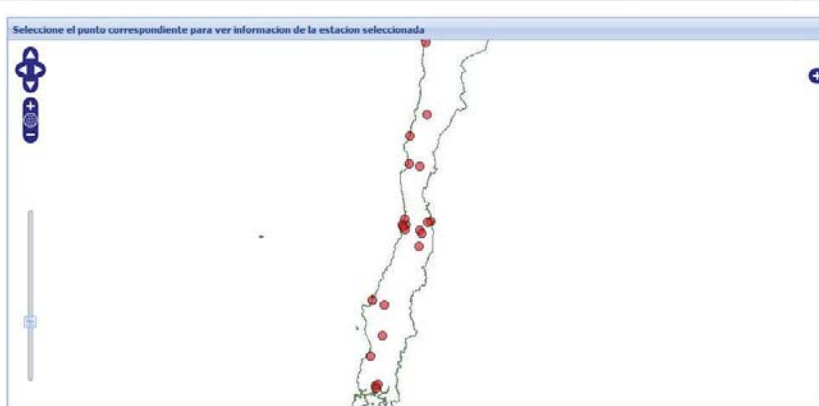 Seleccione el punto correspondiente para ver informacion de la estacion seleccionada